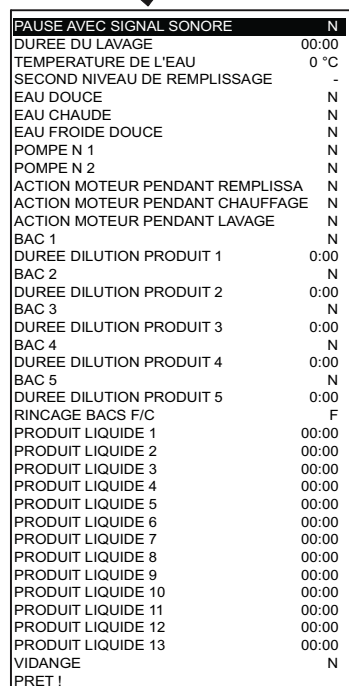 PAUSE AVEC SIGNAL SONORE N
DUREE DU LAVAGE 00:00
TEMPERATURE DE L'EAU 0 °C
SECOND NIVEAU DE REMPLISSAGE -
EAU DOUCE N
EAU CHAUDE N
EAU FROIDE DOUCE N
POMPE N 1 N
POMPE N 2 N
ACTION MOTEUR PENDANT REMPLISSA N
ACTION MOTEUR PENDANT CHAUFFAGE N
ACTION MOTEUR PENDANT LAVAGE N
BAC 1 N
DUREE DILUTION PRODUIT 1 0:00
BAC 2 N
DUREE DILUTION PRODUIT 2 0:00
BAC 3 N
DUREE DILUTION PRODUIT 3 0:00
BAC 4 N
DUREE DILUTION PRODUIT 4 0:00
BAC 5 N
DUREE DILUTION PRODUIT 5 0:00
RINCAGE BACS F/C F
PRODUIT LIQUIDE 1 00:00
PRODUIT LIQUIDE 2 00:00
PRODUIT LIQUIDE 3 00:00
PRODUIT LIQUIDE 4 00:00
PRODUIT LIQUIDE 5 00:00
PRODUIT LIQUIDE 6 00:00
PRODUIT LIQUIDE 7 00:00
PRODUIT LIQUIDE 8 00:00
PRODUIT LIQUIDE 9 00:00
PRODUIT LIQUIDE 10 00:00
PRODUIT LIQUIDE 11 00:00
PRODUIT LIQUIDE 12 00:00
PRODUIT LIQUIDE 13 00:00
VIDANGE N
PRET !